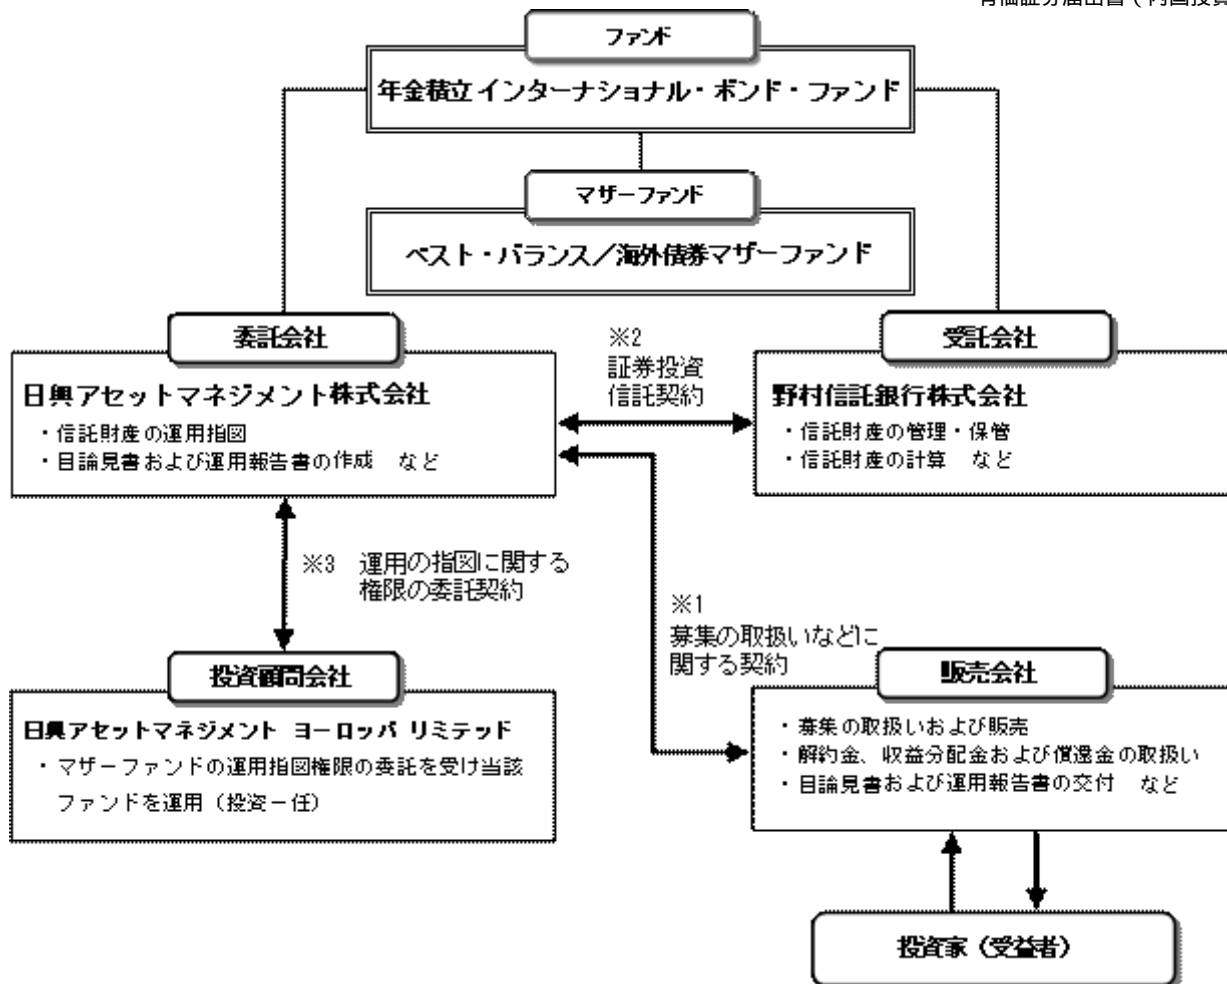 有価証券届出書(内国投資
ファンド
年金積立 インターナショナル・ボンド・ファンド
マザーファンド
ベスト・バランス/海外債券マザーファンド
委託会社
日興アセットマネジメント株式会社
・信託財産の運用指図
・目論見書および運用報告書の作成 など
※2
証券投資
信託契約
受託会社
野村信託銀行株式会社
・信託財産の管理・保管
・信託財産の計算 など
※3 運用の指図に関する
権限の委託契約
※1
募集の取扱いなどに
関する契約
投資顧問会社
日興アセットマネジメント ヨーロッパ リミテッド
・マザーファンドの運用指図権限の委託を受け当該
ファンドを運用(投資一任)
販売会社
・募集の取扱いおよび販売
・解約金、収益分配金および償還金の取扱い
・目論見書および運用報告書の交付 など
投資家(受益者)